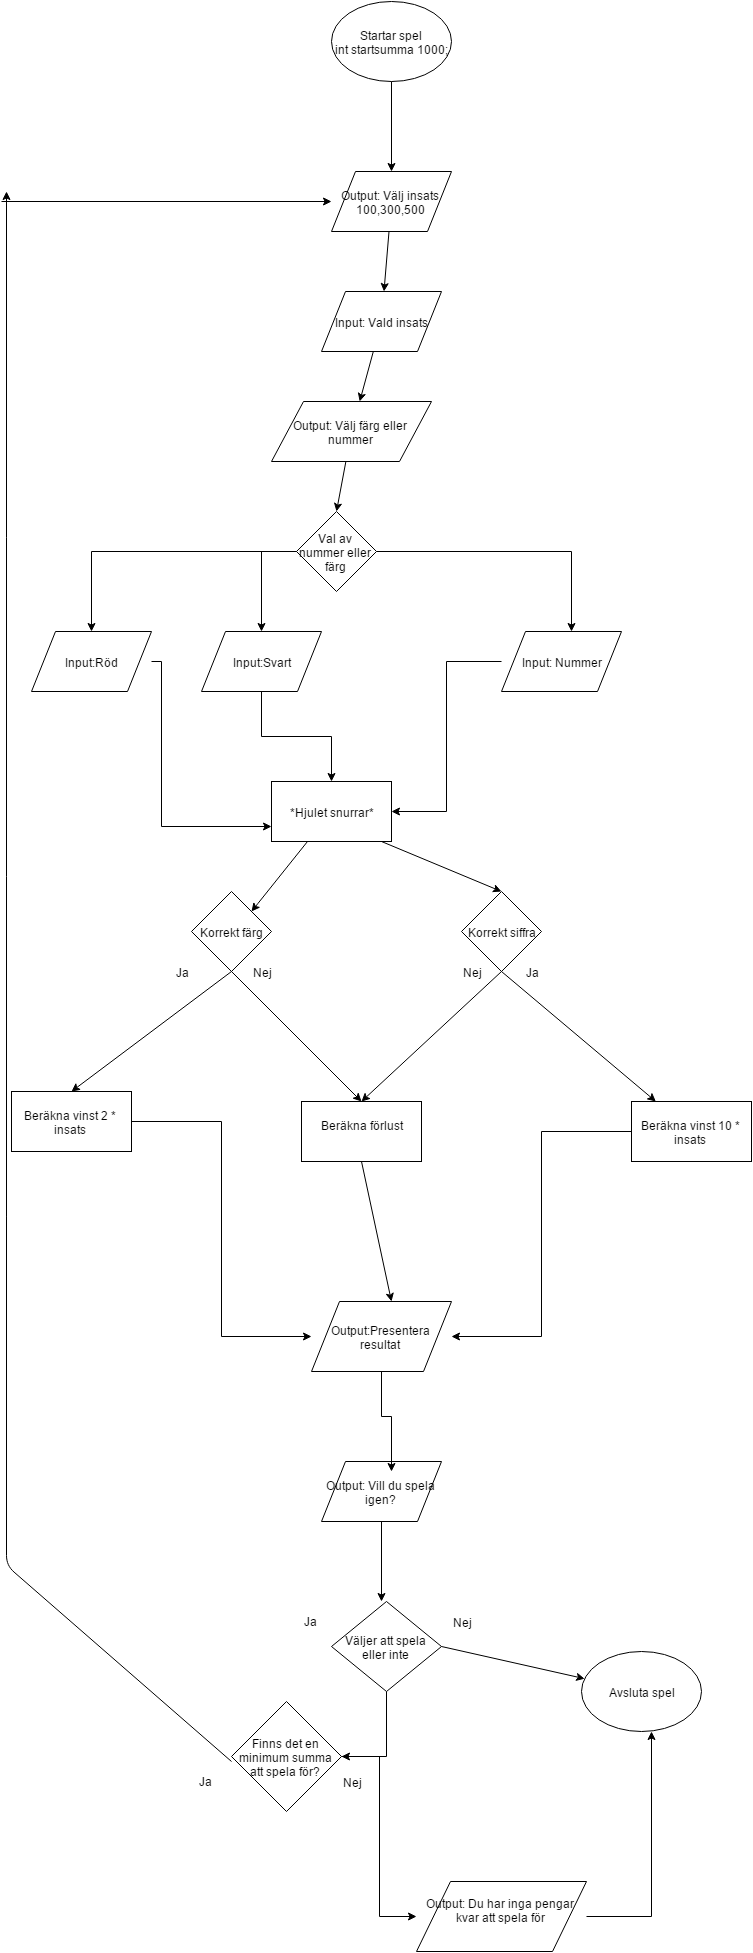 Startar spel
int startsumma 1000;
Output: Välj insats
100,300,500
Input: Vald insats
Output: Välj färg eller
nummer
Val av
nummer eller
färg
Input:Röd
Input:Svart
Input: Nummer
*Hjulet snurrar*
Korrekt färg
Korrekt siffra
Ja
Nej
Nej
Ja
Beräkna vinst 2 *
insats
Beräkna förlust
Beräkna vinst 10 *
insats
Output:Presentera
resultat
Output: Vill du spela
igen?
Ja
Nej
Väljer att spela
eller inte
Avsluta spel
Finns det en
minimum summa
att spela för?
Ja
Nej
Output: Du har inga pengar
kvar att spela för